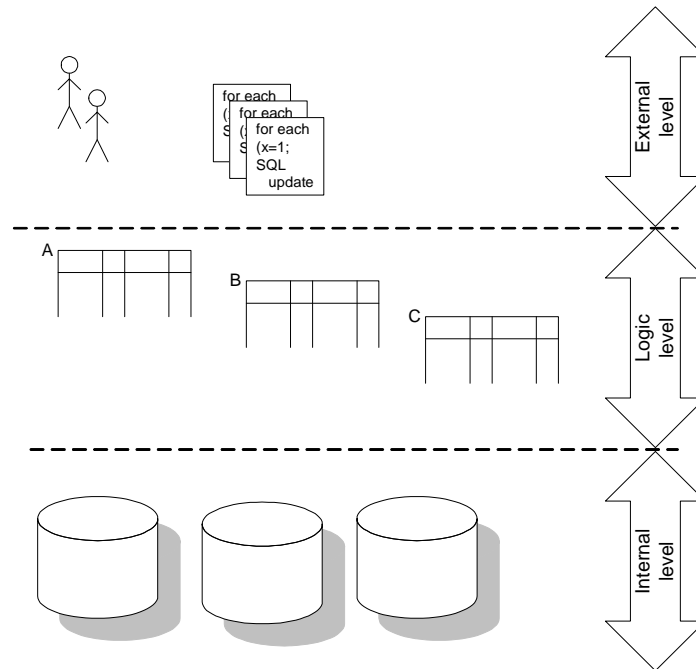 for each
(
S
for each
(
S
for each
(x=1;
SQL
update
External
level
A
B
C
Logic
level
Internal
level